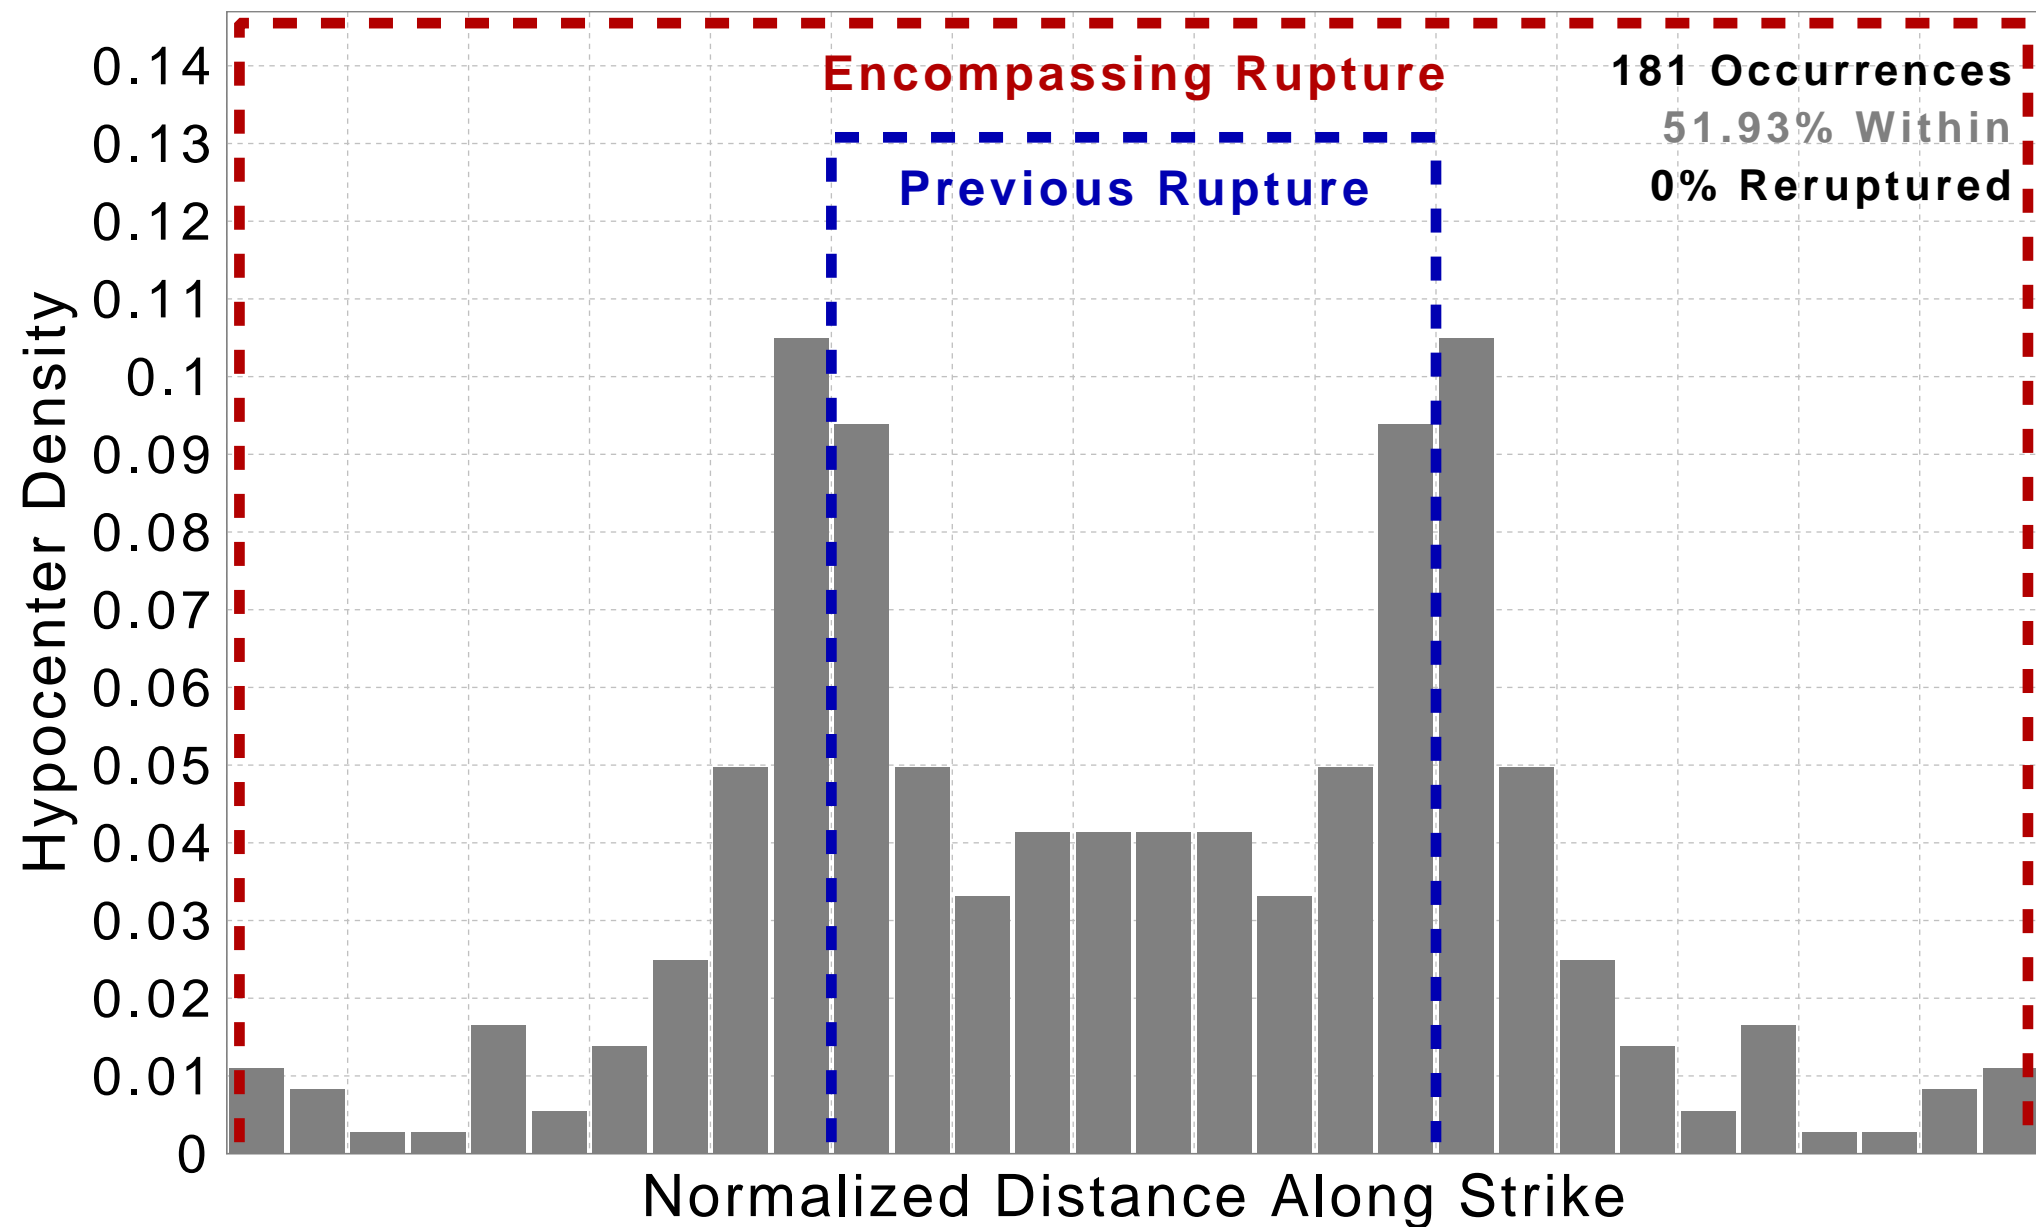 Encompassing Rupture
181 Occurrences
51.93% Within
Previous Rupture
0% Reruptured
0.14
0.13
0.12
0.11
0.1
0.09
0.08
0.07
0.06
0.05
0.04
0.03
0.02
0.01
0
Hypocenter Density
Normalized Distance Along Strike